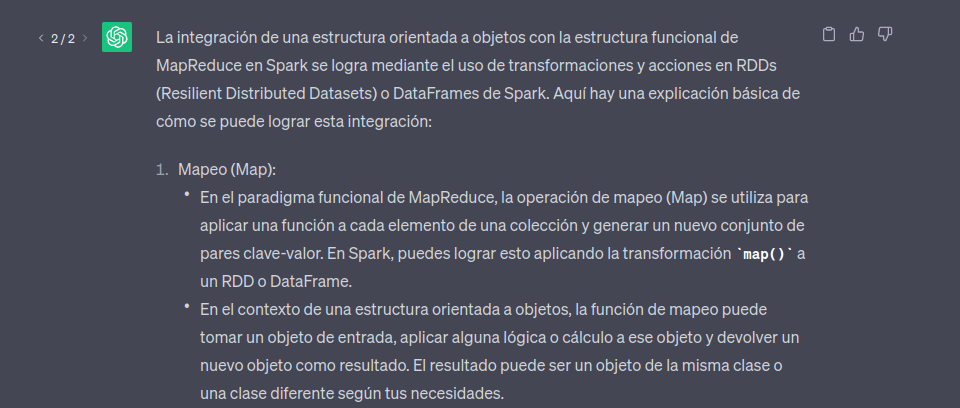 2 / 2
La integración de una estructura orientada a objetos con la estructura funcional de
MapReduce en Spark se logra mediante el uso de transformaciones y acciones en RDDs
(Resilient Distributed Datasets) o DataFrames de Spark. Aquí hay una explicación básica de
cómo se puede lograr esta integración:
1. Mapeo (Map):
• En el paradigma funcional de MapReduce, la operación de mapeo (Map) se utiliza para
aplicar una función a cada elemento de una colección y generar un nuevo conjunto de
pares clave-valor. En Spark, puedes lograr esto aplicando la transformación `map()` a
un RDD o DataFrame.
• En el contexto de una estructura orientada a objetos, la función de mapeo puede
tomar un objeto de entrada, aplicar alguna lógica o cálculo a ese objeto y devolver un
nuevo objeto como resultado. El resultado puede ser un objeto de la misma clase o
una clase diferente según tus necesidades.